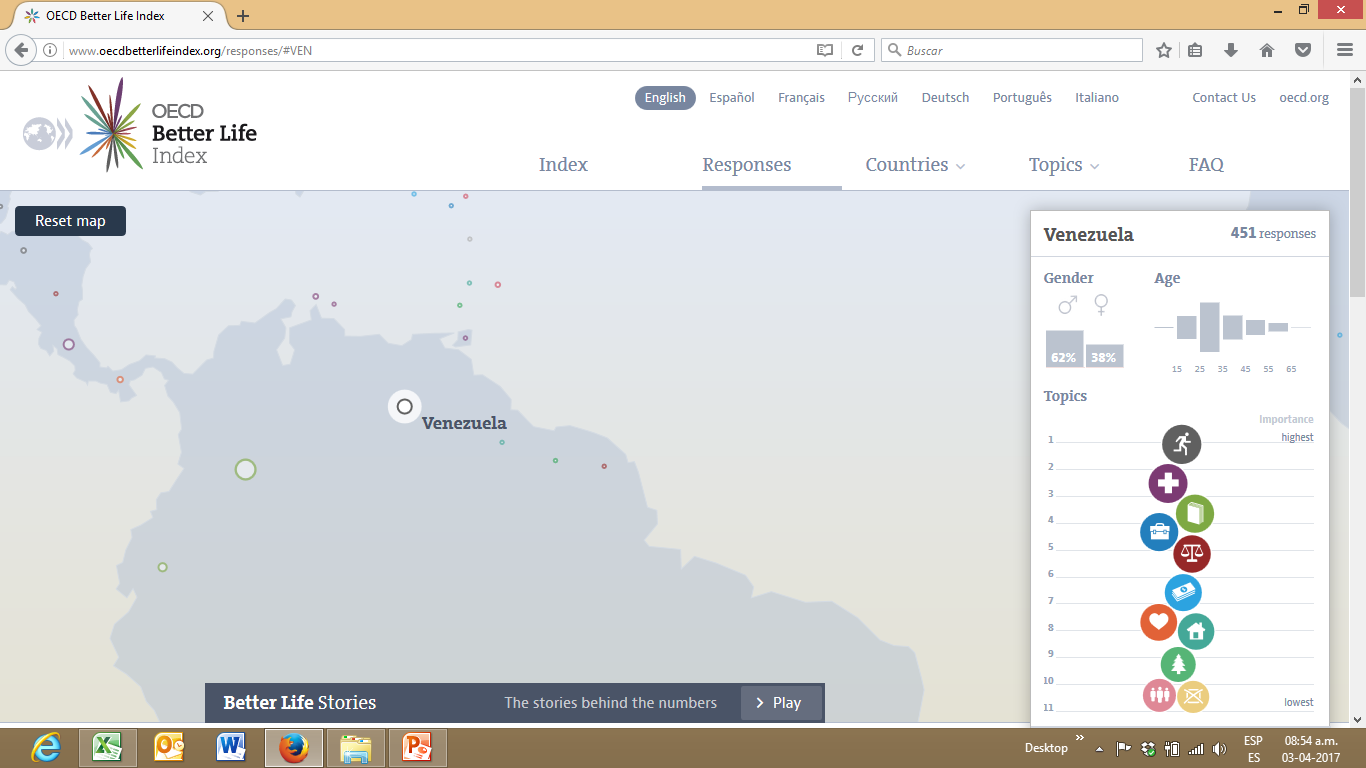 OECD Better Life Index
www.oecdbetterlifeindex.org/responses/#VEN
Buscar
OECD
Better Life
Index
English Español Français Русский Deutsch Português Italiano Contact Us oecd.org
Index Responses Countries Topics FAQ
Reset map
Venezuela
Venezuela 451 responses
Gender Age
62% 38%
15 25 35 45 55 65
Topics
Importance
highest
1
2
3
4
5
6
7
8
9
10
11
lowest
Better Life Stories The stories behind the numbers Play
Desktop
ESP
ES
08:54 a.m.
03-04-2017